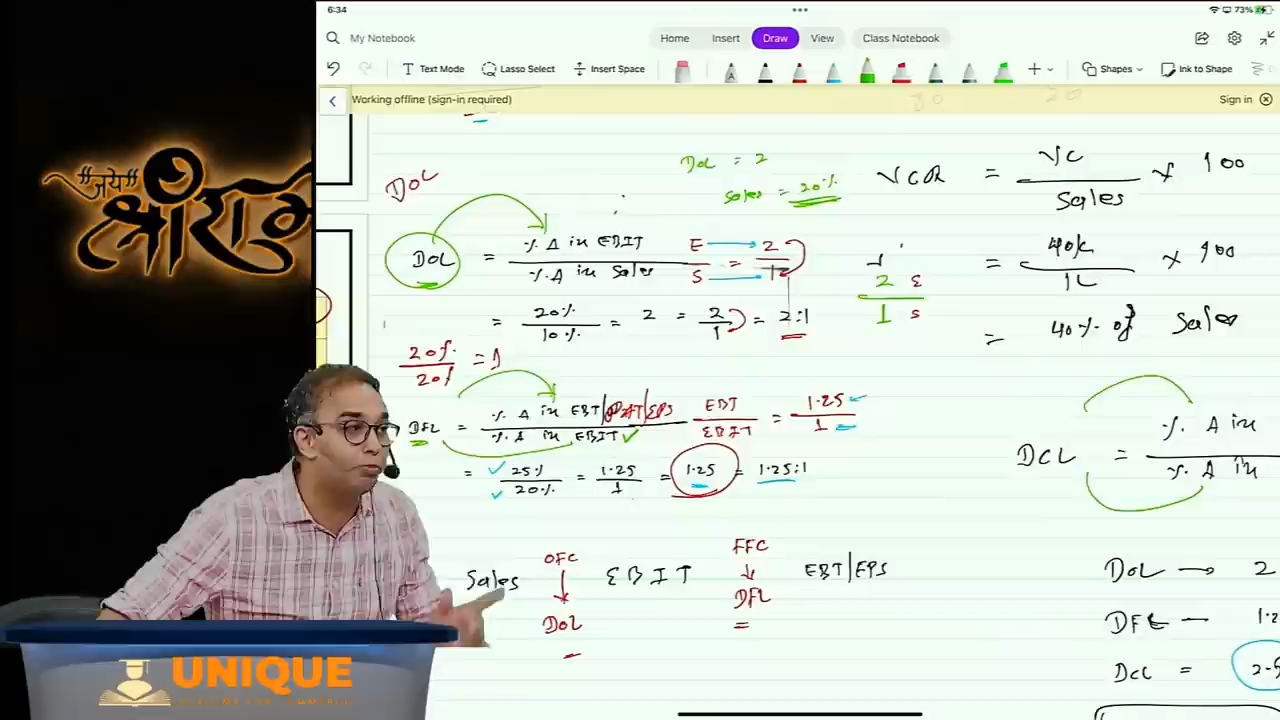 6:34
73%
My Notebook
Home Insert Draw View Class Notebook
Text Mode Lasso Select Insert Space Shapes Ink to Shape
Working offline (sign-in required) Sign in
॥जय॥
श्रीराम
DOL
DOL = 2
Sales = 20%
VCR = VC / Sales × 100
DOL = % Δ in EBIT / % Δ in Sales E / S = 2 / 1
2 E / 1 S
= 40K / 1L × 100
= 20% / 10% = 2 = 2 / 1 = 2:1
= 40% of Sales
20% / 20% = 1
DFL = % Δ in EBT/PAT/EPS / % Δ in EBIT EBT / EBIT = 1.25 / 1
= 25% / 20% = 1.25 / 1 = 1.25 = 1.25:1
DCL = % Δ in / % Δ in
Sales OFC DOL EBIT FFC DFL = EBT/EPS
DOL → 2
DFL -
DCL =
UNIQUE